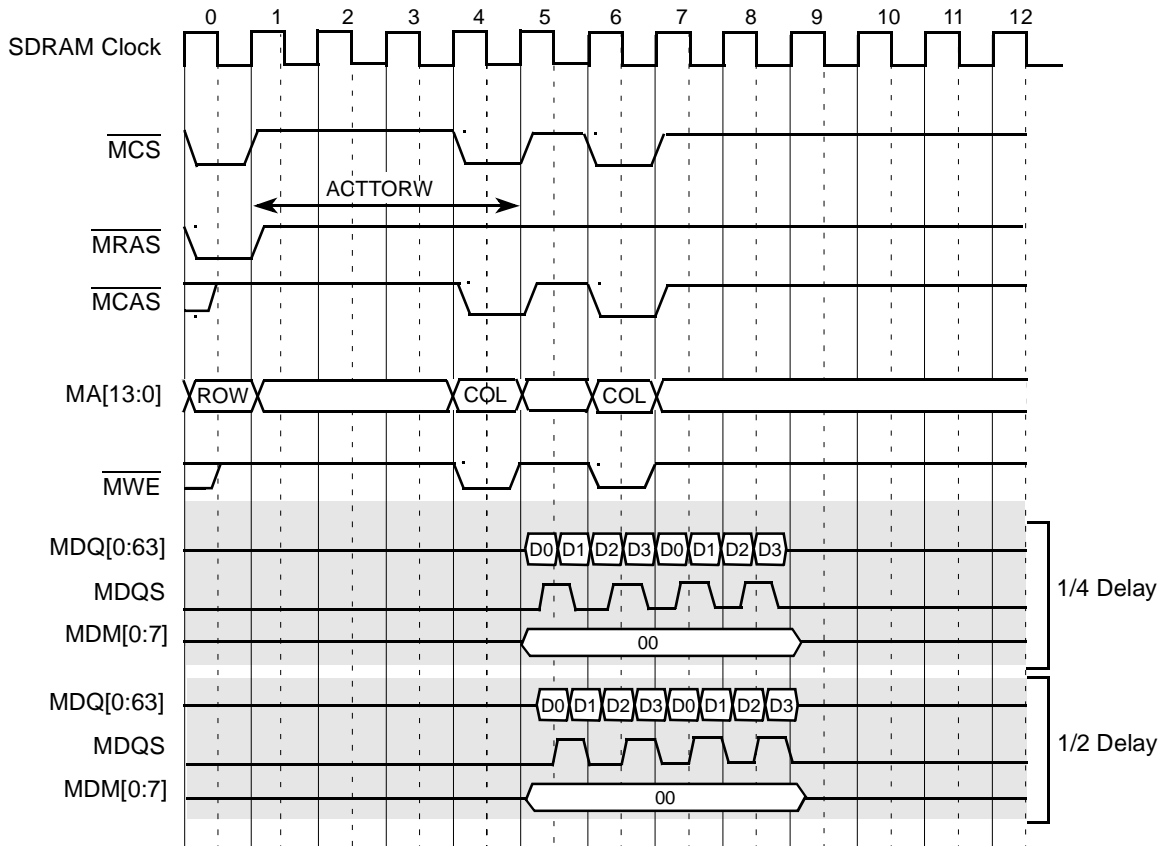 0 1 2 3 4 5 6 7 8 9 10 11 12
SDRAM Clock
MCS
ACTTORW
MRAS
MCAS
MA[13:0] ROW COL COL
MWE
MDQ[0:63] D0 D1 D2 D3 D0 D1 D2 D3
MDQS
1/4 Delay
MDM[0:7] 00
MDQ[0:63] D0 D1 D2 D3 D0 D1 D2 D3
MDQS
1/2 Delay
MDM[0:7] 00